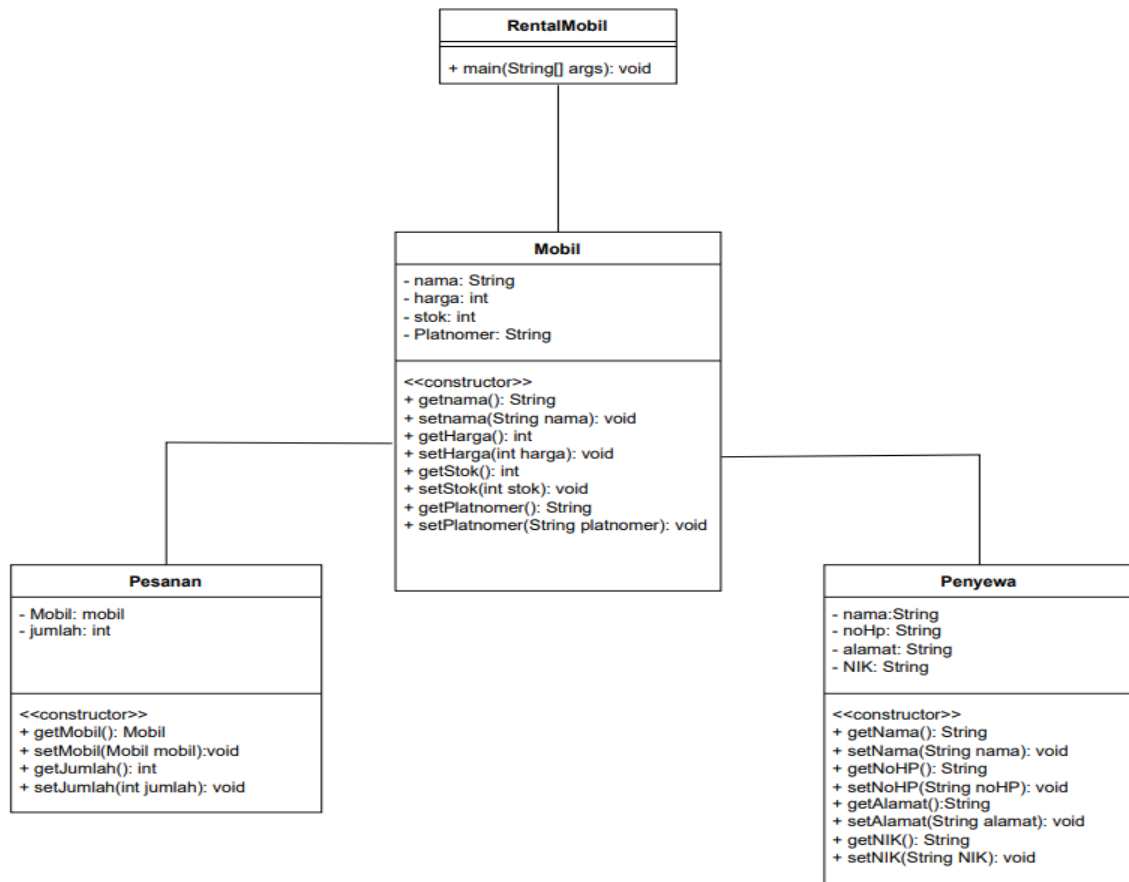 RentalMobil
+ main(String[] args): void
Mobil
- nama: String
- harga: int
- stok: int
- Platnomer: String
<<constructor>>
+ getnama(): String
+ setnama(String nama): void
+ getHarga(): int
+ setHarga(int harga): void
+ getStok(): int
+ setStok(int stok): void
+ getPlatnomer(): String
+ setPlatnomer(String platnomer): void
Pesanan
- Mobil: mobil
- jumlah: int
<<constructor>>
+ getMobil(): Mobil
+ setMobil(Mobil mobil):void
+ getJumlah(): int
+ setJumlah(int jumlah): void
Penyewa
- nama:String
- noHp: String
- alamat: String
- NIK: String
<<constructor>>
+ getNama(): String
+ setNama(String nama): void
+ getNoHP(): String
+ setNoHP(String noHP): void
+ getAlamat():String
+ setAlamat(String alamat): void
+ getNIK(): String
+ setNIK(String NIK): void